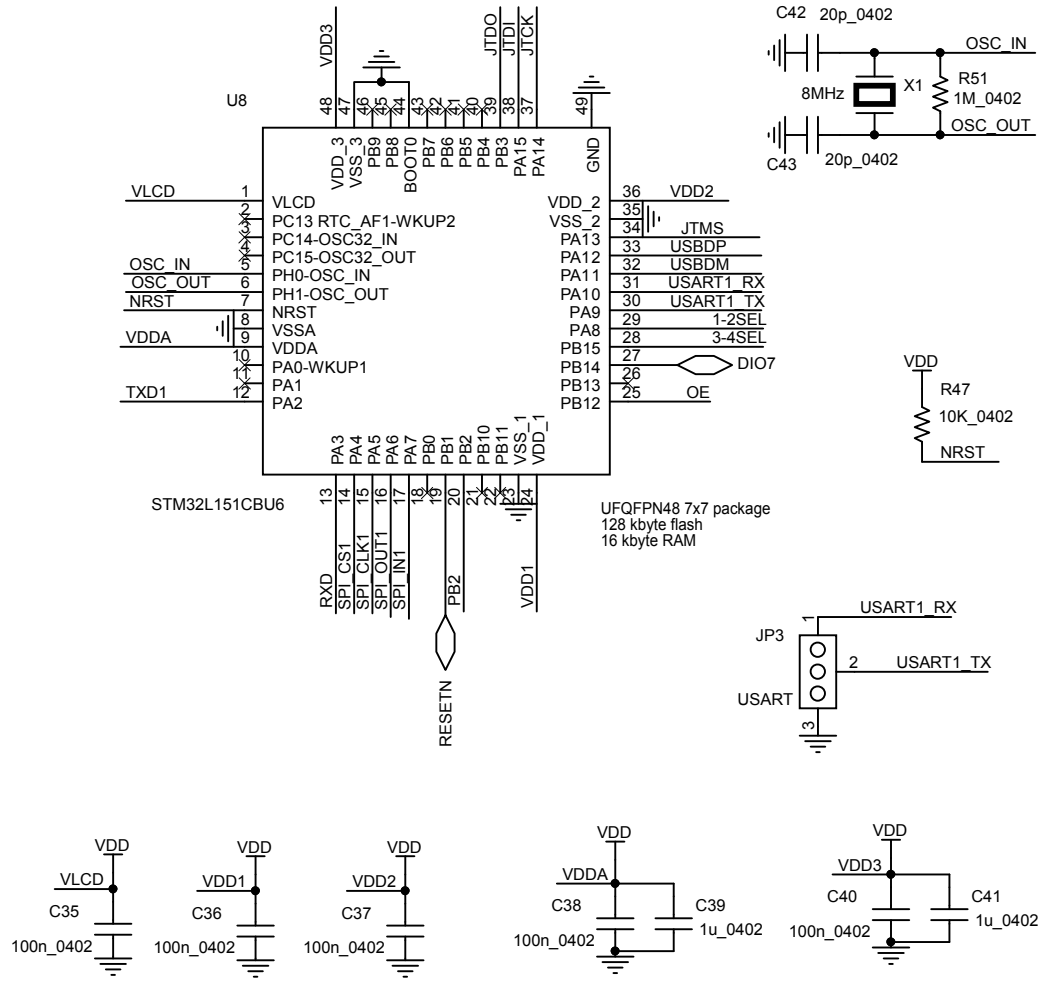 C42 20p_0402
OSC_IN
8MHz X1 R51
1M_0402
OSC_OUT
C43 20p_0402
VDD3 JTDO JTDI JTCK
U8
48 47 46 45 44 43 42 41 40 39 38 37 49
VDD_3 VSS_3 PB9 PB8 BOOT0 PB7 PB6 PB5 PB4 PB3 PA15 PA14 GND
VLCD 1 VLCD
2 PC13 RTC_AF1-WKUP2
3 PC14-OSC32_IN
4 PC15-OSC32_OUT
OSC_IN 5 PH0-OSC_IN
OSC_OUT 6 PH1-OSC_OUT
NRST 7 NRST
8 VSSA
VDDA 9 VDDA
10 PA0-WKUP1
11 PA1
TXD1 12 PA2
VDD_2 36 VDD2
VSS_2 35
PA13 34 JTMS
PA12 33 USBDP
PA11 32 USBDM
PA10 31 USART1_RX
PA9 30 USART1_TX
PA8 29 1-2SEL
PB15 28 3-4SEL
PB14 27 DIO7
PB13 26
PB12 25 OE
PA3 PA4 PA5 PA6 PA7 PB0 PB1 PB2 PB10 PB11 VSS_1 VDD_1
13 14 15 16 17 18 19 20 21 22 23 24
RXD SPI_CS1 SPI_CLK1 SPI_OUT1 SPI_IN1 PB2 VDD1
RESETN
STM32L151CBU6
UFQFPN48 7x7 package
128 kbyte flash
16 kbyte RAM
VDD
R47
10K_0402
NRST
JP3 1 USART1_RX
2 USART1_TX
USART
3
VDD
VLCD
C35
100n_0402
VDD
VDD1
C36
100n_0402
VDD
VDD2
C37
100n_0402
VDD
VDDA
C38 C39
100n_0402 1u_0402
VDD
VDD3
C40 C41
100n_0402 1u_0402